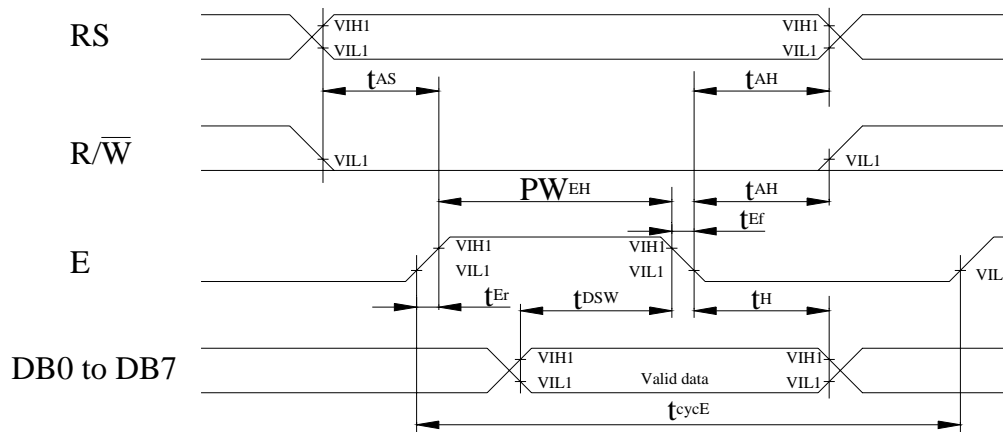 RS
VIH1
VIL1
VIH1
VIL1
tAS
tAH
R/W̅
VIL1
VIL1
PWEH
tAH
tEf
E
VIH1
VIL1
VIH1
VIL1
VIL
tEr
tDSW
tH
DB0 to DB7
VIH1
VIL1
Valid data
VIH1
VIL1
tcycE